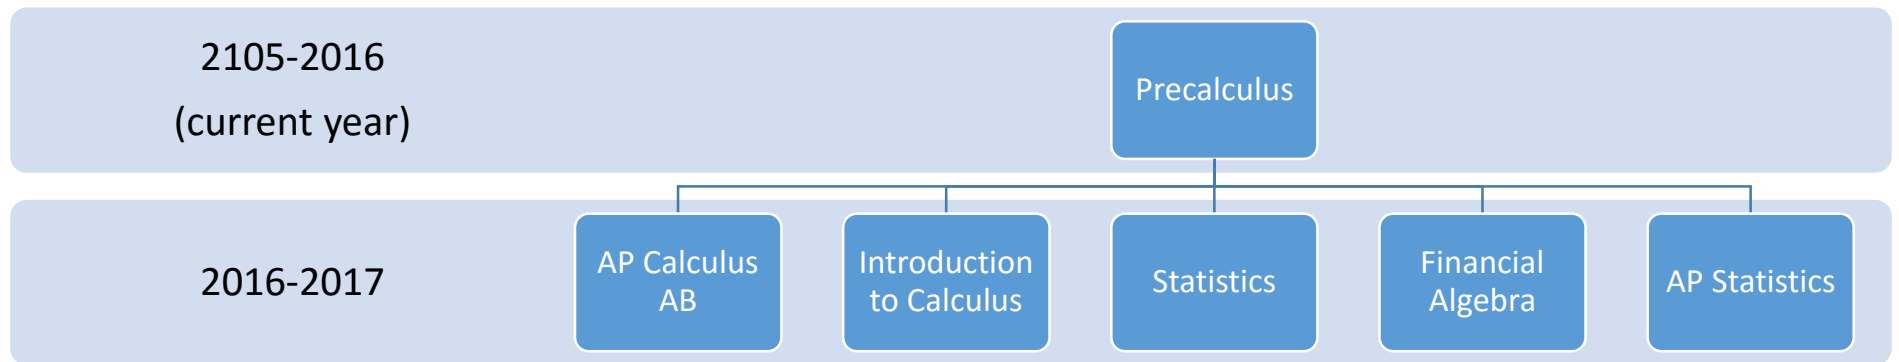 2105-2016
(current year)
Precalculus
2016-2017
AP Calculus
AB
Introduction
to Calculus
Statistics
Financial
Algebra
AP Statistics